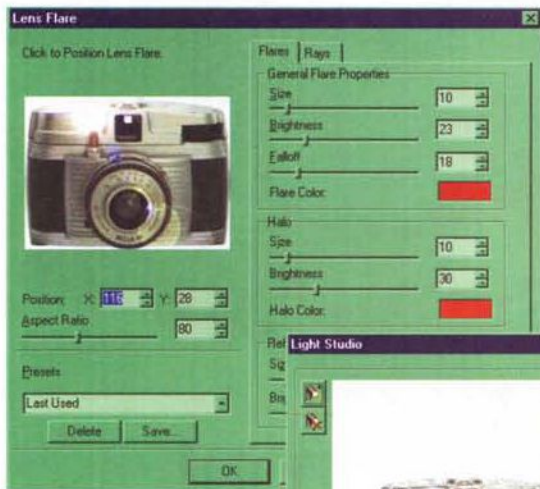 Lens Flare
Click to Position Lens Flare.
Position: X: 116 Y: 28
Aspect Ratio 80
Presets
Last Used
Delete Save...
OK
Flares Rays
General Flare Properties
Size 10
Brightness 23
Falloff 18
Flare Color:
Halo
Size 10
Brightness 30
Halo Color:
Light Studio